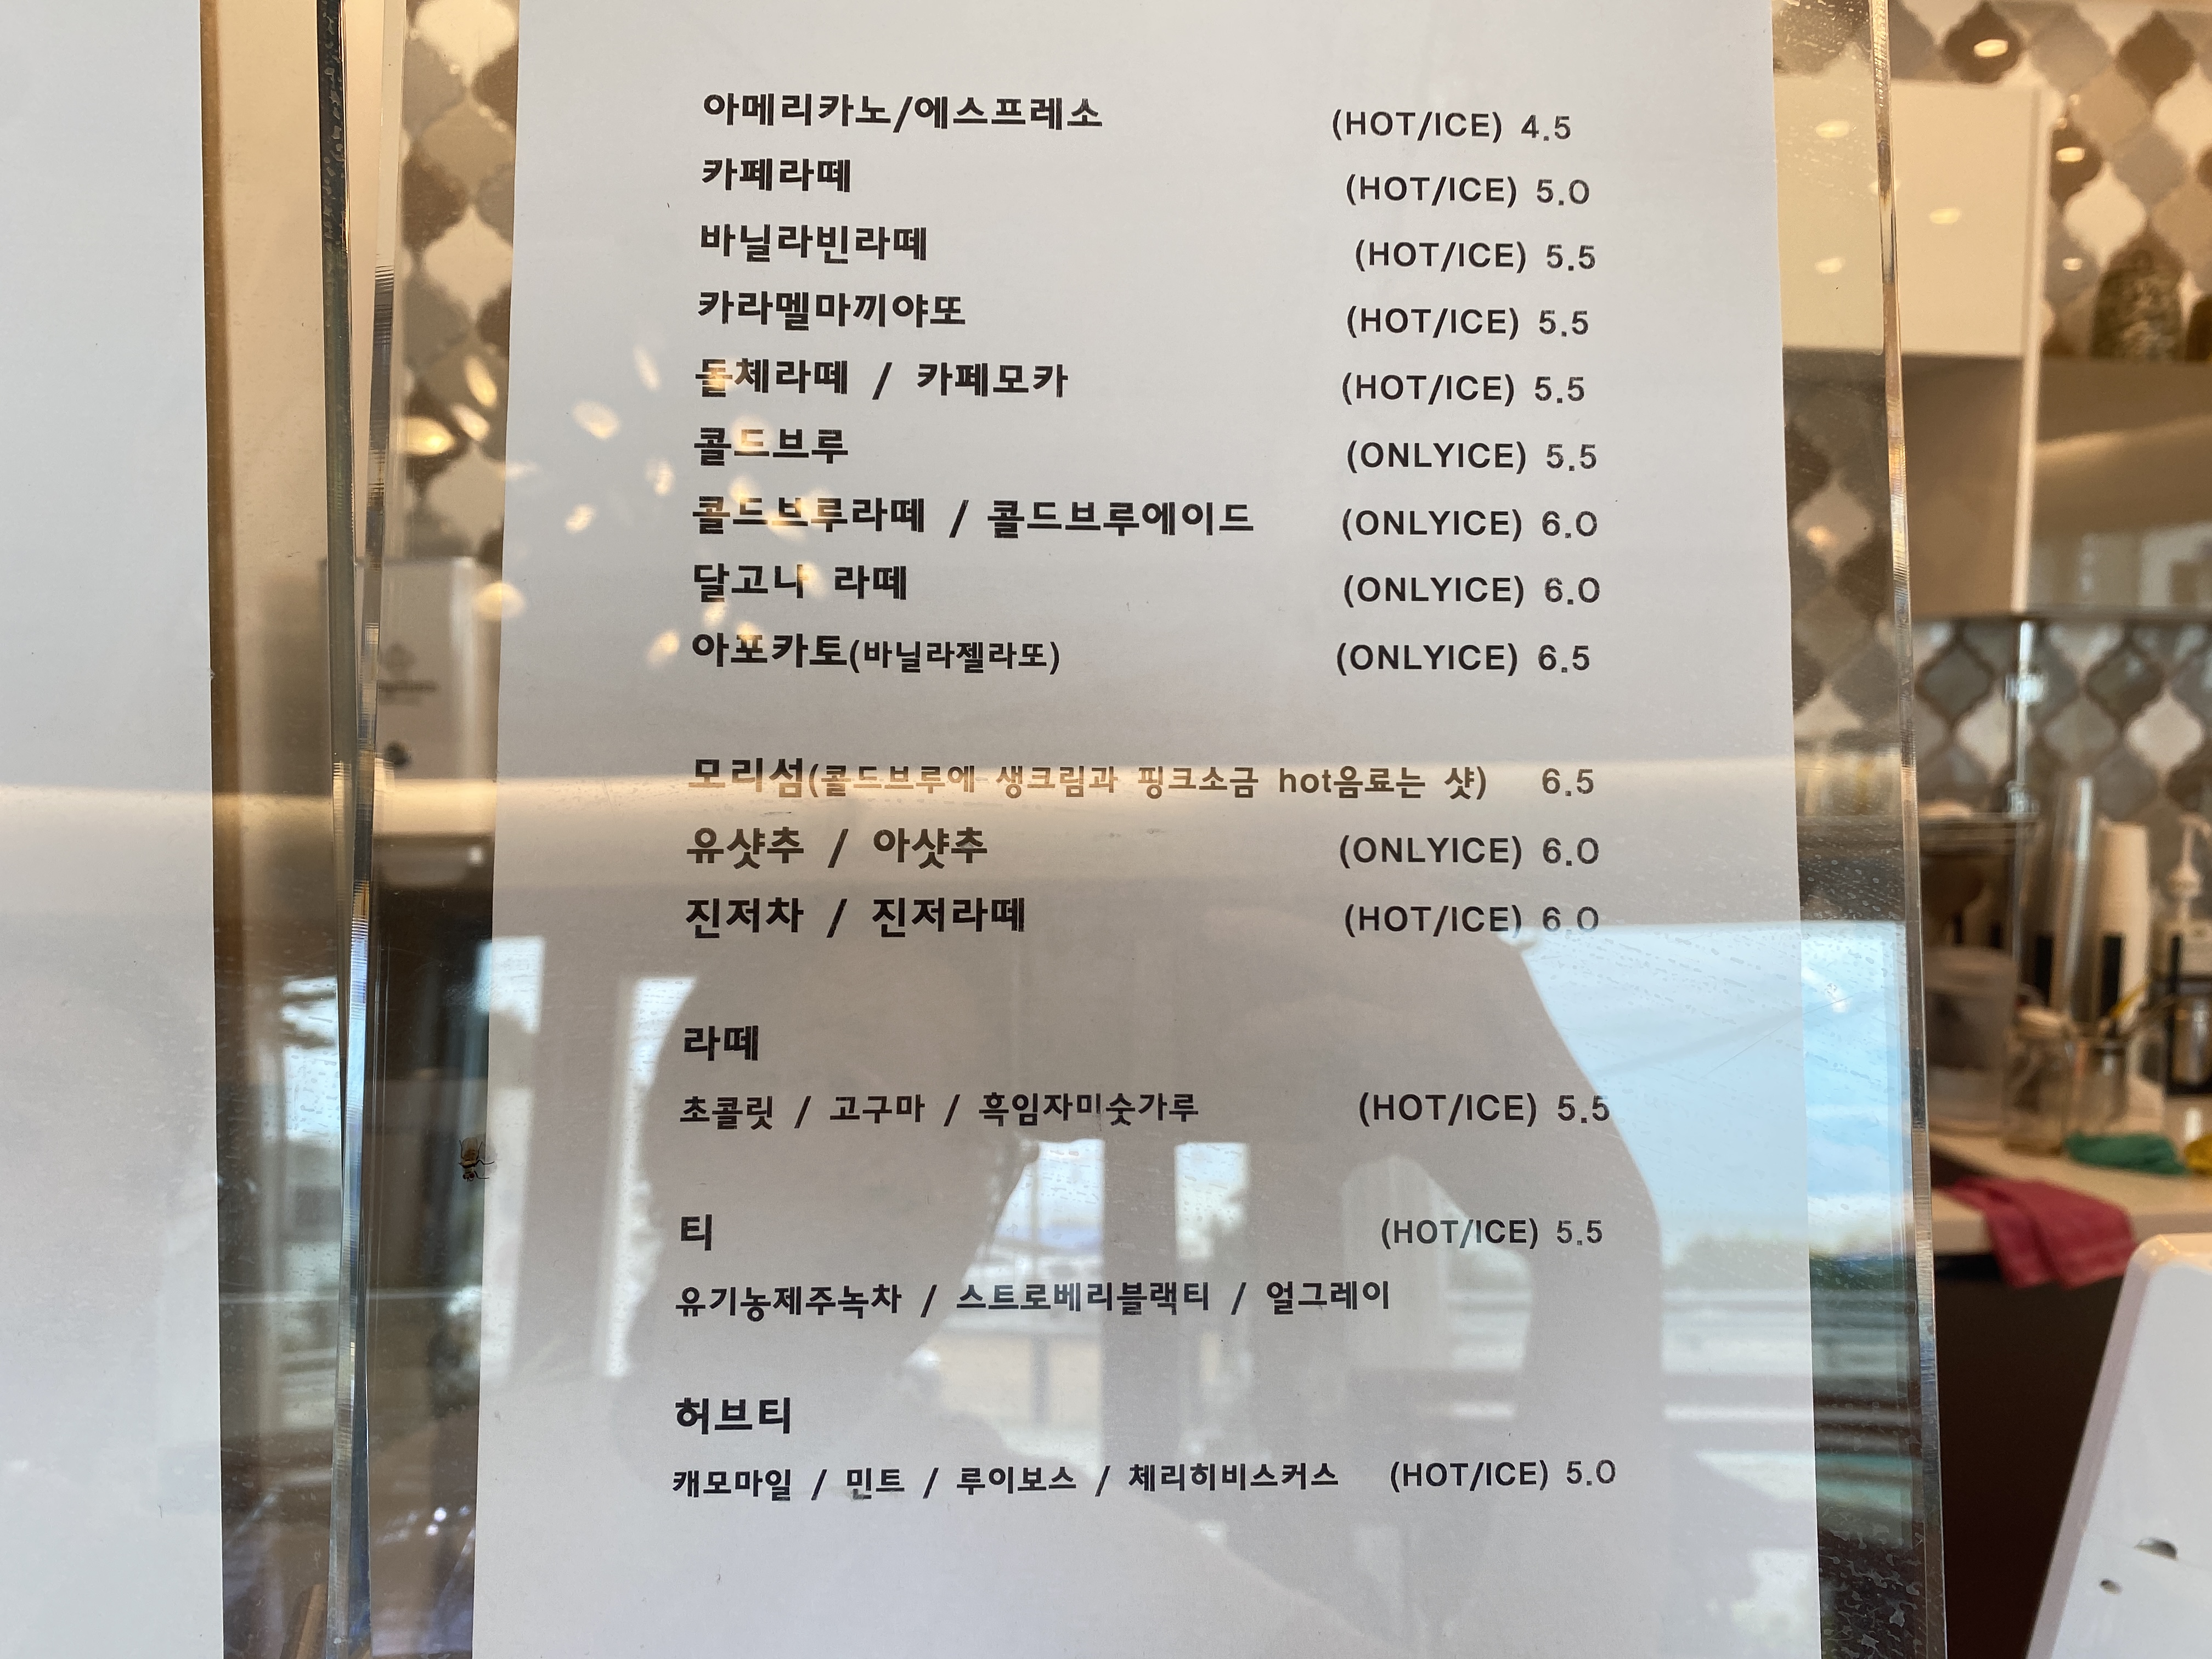 아메리카노/에스프레소 (HOT/ICE) 4.5
카페라떼 (HOT/ICE) 5.0
바닐라빈라떼 (HOT/ICE) 5.5
카라멜마끼야또 (HOT/ICE) 5.5
돌체라떼 / 카페모카 (HOT/ICE) 5.5
콜드브루 (ONLYICE) 5.5
콜드브루라떼 / 콜드브루에이드 (ONLYICE) 6.0
달고나 라떼 (ONLYICE) 6.0
아포카토(바닐라젤라또) (ONLYICE) 6.5
모리섬(콜드브루에 생크림과 핑크소금 hot음료는 샷) 6.5
유샷추 / 아샷추 (ONLYICE) 6.0
진저차 / 진저라떼 (HOT/ICE) 6.0
라떼
초콜릿 / 고구마 / 흑임자미숫가루 (HOT/ICE) 5.5
티 (HOT/ICE) 5.5
유기농제주녹차 / 스트로베리블랙티 / 얼그레이
허브티
캐모마일 / 민트 / 루이보스 / 체리히비스커스 (HOT/ICE) 5.0